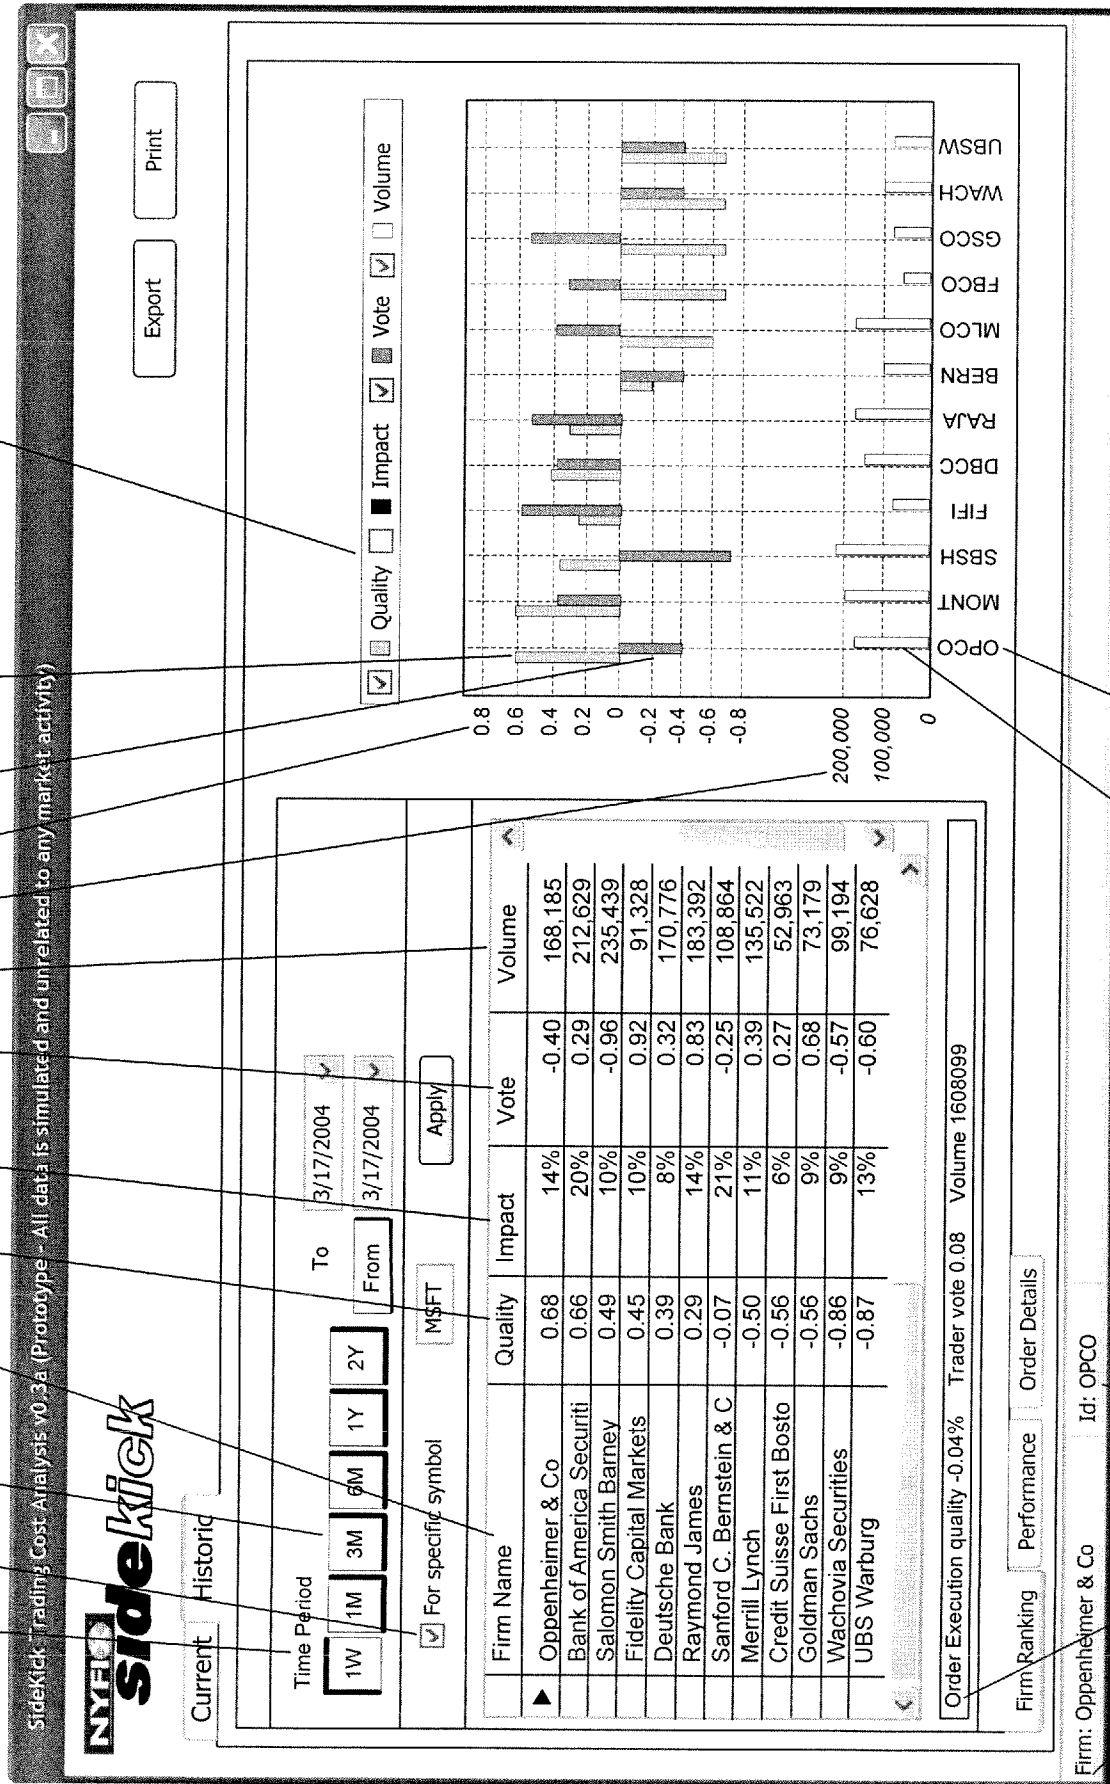 SideKick Trading Cost Analysis v0.3a (Prototype - All data is simulated and unrelated to any market activity)
NYFIX
sidekick
Export
Print
Current
Historic
Time Period
1W
1M
3M
6M
1Y
2Y
To
3/17/2004
From
3/17/2004
For specific symbol
MSFT
Apply
Firm Name Quality Impact Vote Volume
Oppenheimer & Co 0.68 14% -0.40 168,185
Bank of America Securiti 0.66 20% 0.29 212,629
Salomon Smith Barney 0.49 10% -0.96 235,439
Fidelity Capital Markets 0.45 10% 0.92 91,328
Deutsche Bank 0.39 8% 0.32 170,776
Raymond James 0.29 14% 0.83 183,392
Sanford C. Bernstein & C -0.07 21% -0.25 108,864
Merrill Lynch -0.50 11% 0.39 135,522
Credit Suisse First Bosto -0.56 6% 0.27 52,963
Goldman Sachs -0.56 9% 0.68 73,179
Wachovia Securities -0.86 9% -0.57 99,194
UBS Warburg -0.87 13% -0.60 76,628
Order Execution quality -0.04% Trader vote 0.08 Volume 1608099
Quality Impact Vote Volume
0.8
0.6
0.4
0.2
0
-0.2
-0.4
-0.6
-0.8
200,000
100,000
0
OPCO
MONT
SBSH
FIFI
DBCC
RAJA
BERN
MLCO
FBCO
GSCO
WACH
UBSW
Firm Ranking
Performance
Order Details
Firm: Oppenheimer & Co
Id: OPCO